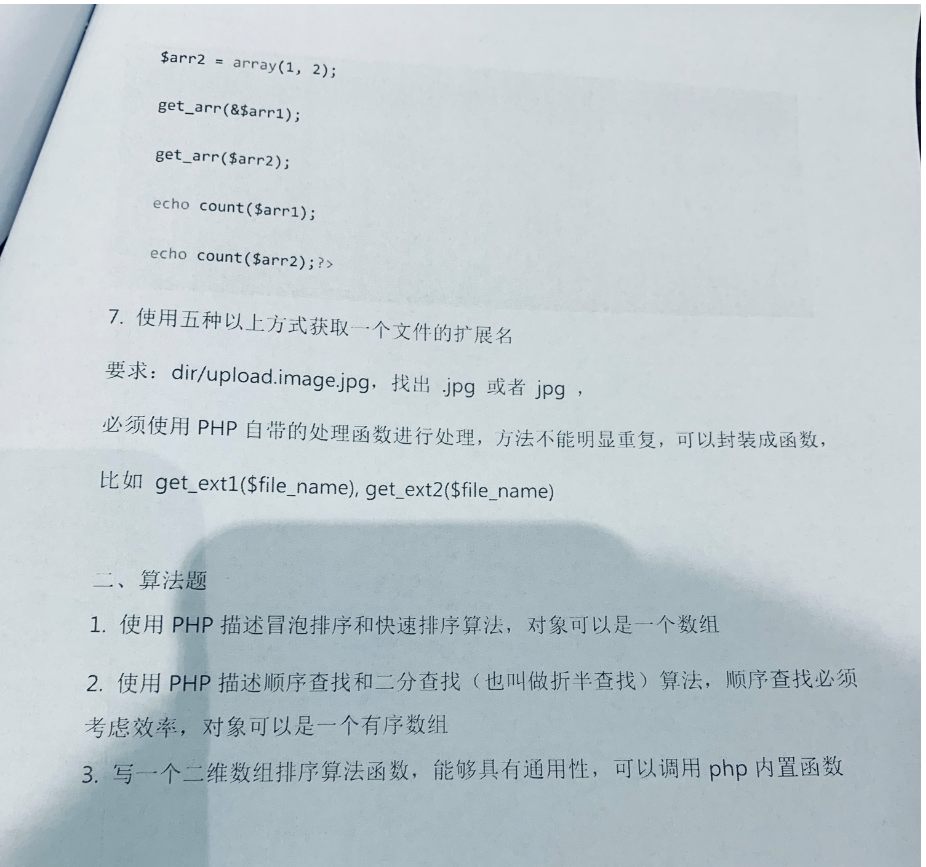 $arr2 = array(1, 2);
get_arr(&$arr1);
get_arr($arr2);
echo count($arr1);
echo count($arr2);?>
7. 使用五种以上方式获取一个文件的扩展名
要求：dir/upload.image.jpg，找出 .jpg 或者 jpg ，
必须使用 PHP 自带的处理函数进行处理，方法不能明显重复，可以封装成函数，
比如 get_ext1($file_name), get_ext2($file_name)
二、算法题
1. 使用 PHP 描述冒泡排序和快速排序算法，对象可以是一个数组
2. 使用 PHP 描述顺序查找和二分查找（也叫做折半查找）算法，顺序查找必须
考虑效率，对象可以是一个有序数组
3. 写一个二维数组排序算法函数，能够具有通用性，可以调用 php 内置函数